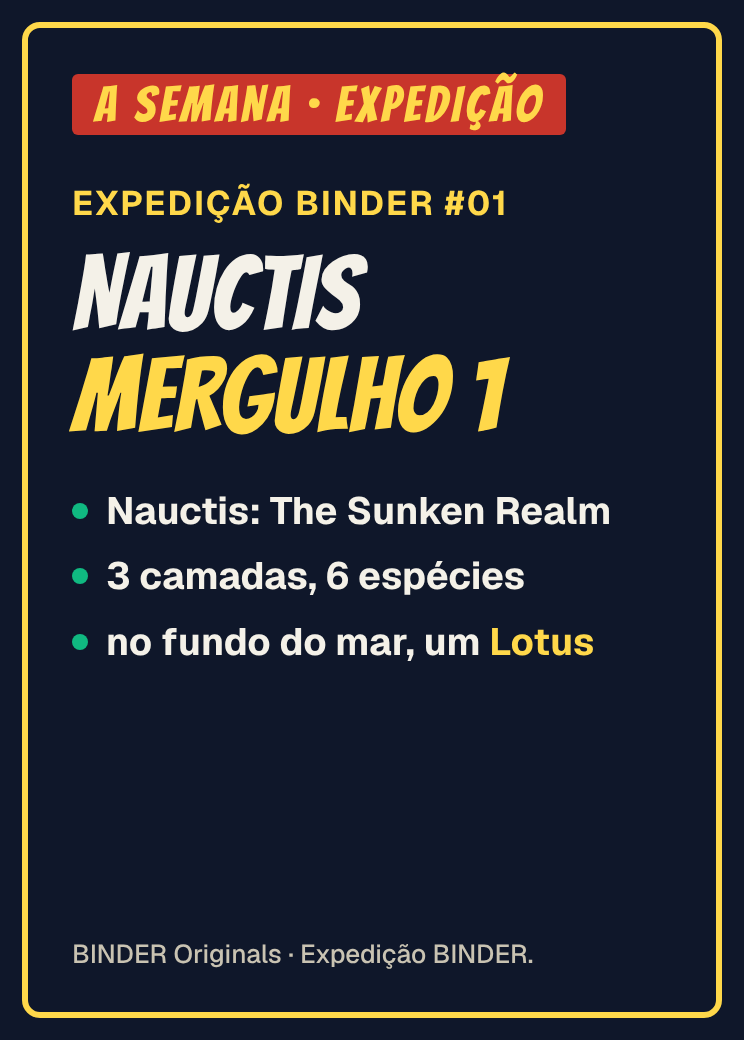 A SEMANA · EXPEDIÇÃO
EXPEDIÇÃO BINDER #01
NAUCTIS
MERGULHO 1
Nauctis: The Sunken Realm
3 camadas, 6 espécies
no fundo do mar, um Lotus
BINDER Originals · Expedição BINDER.